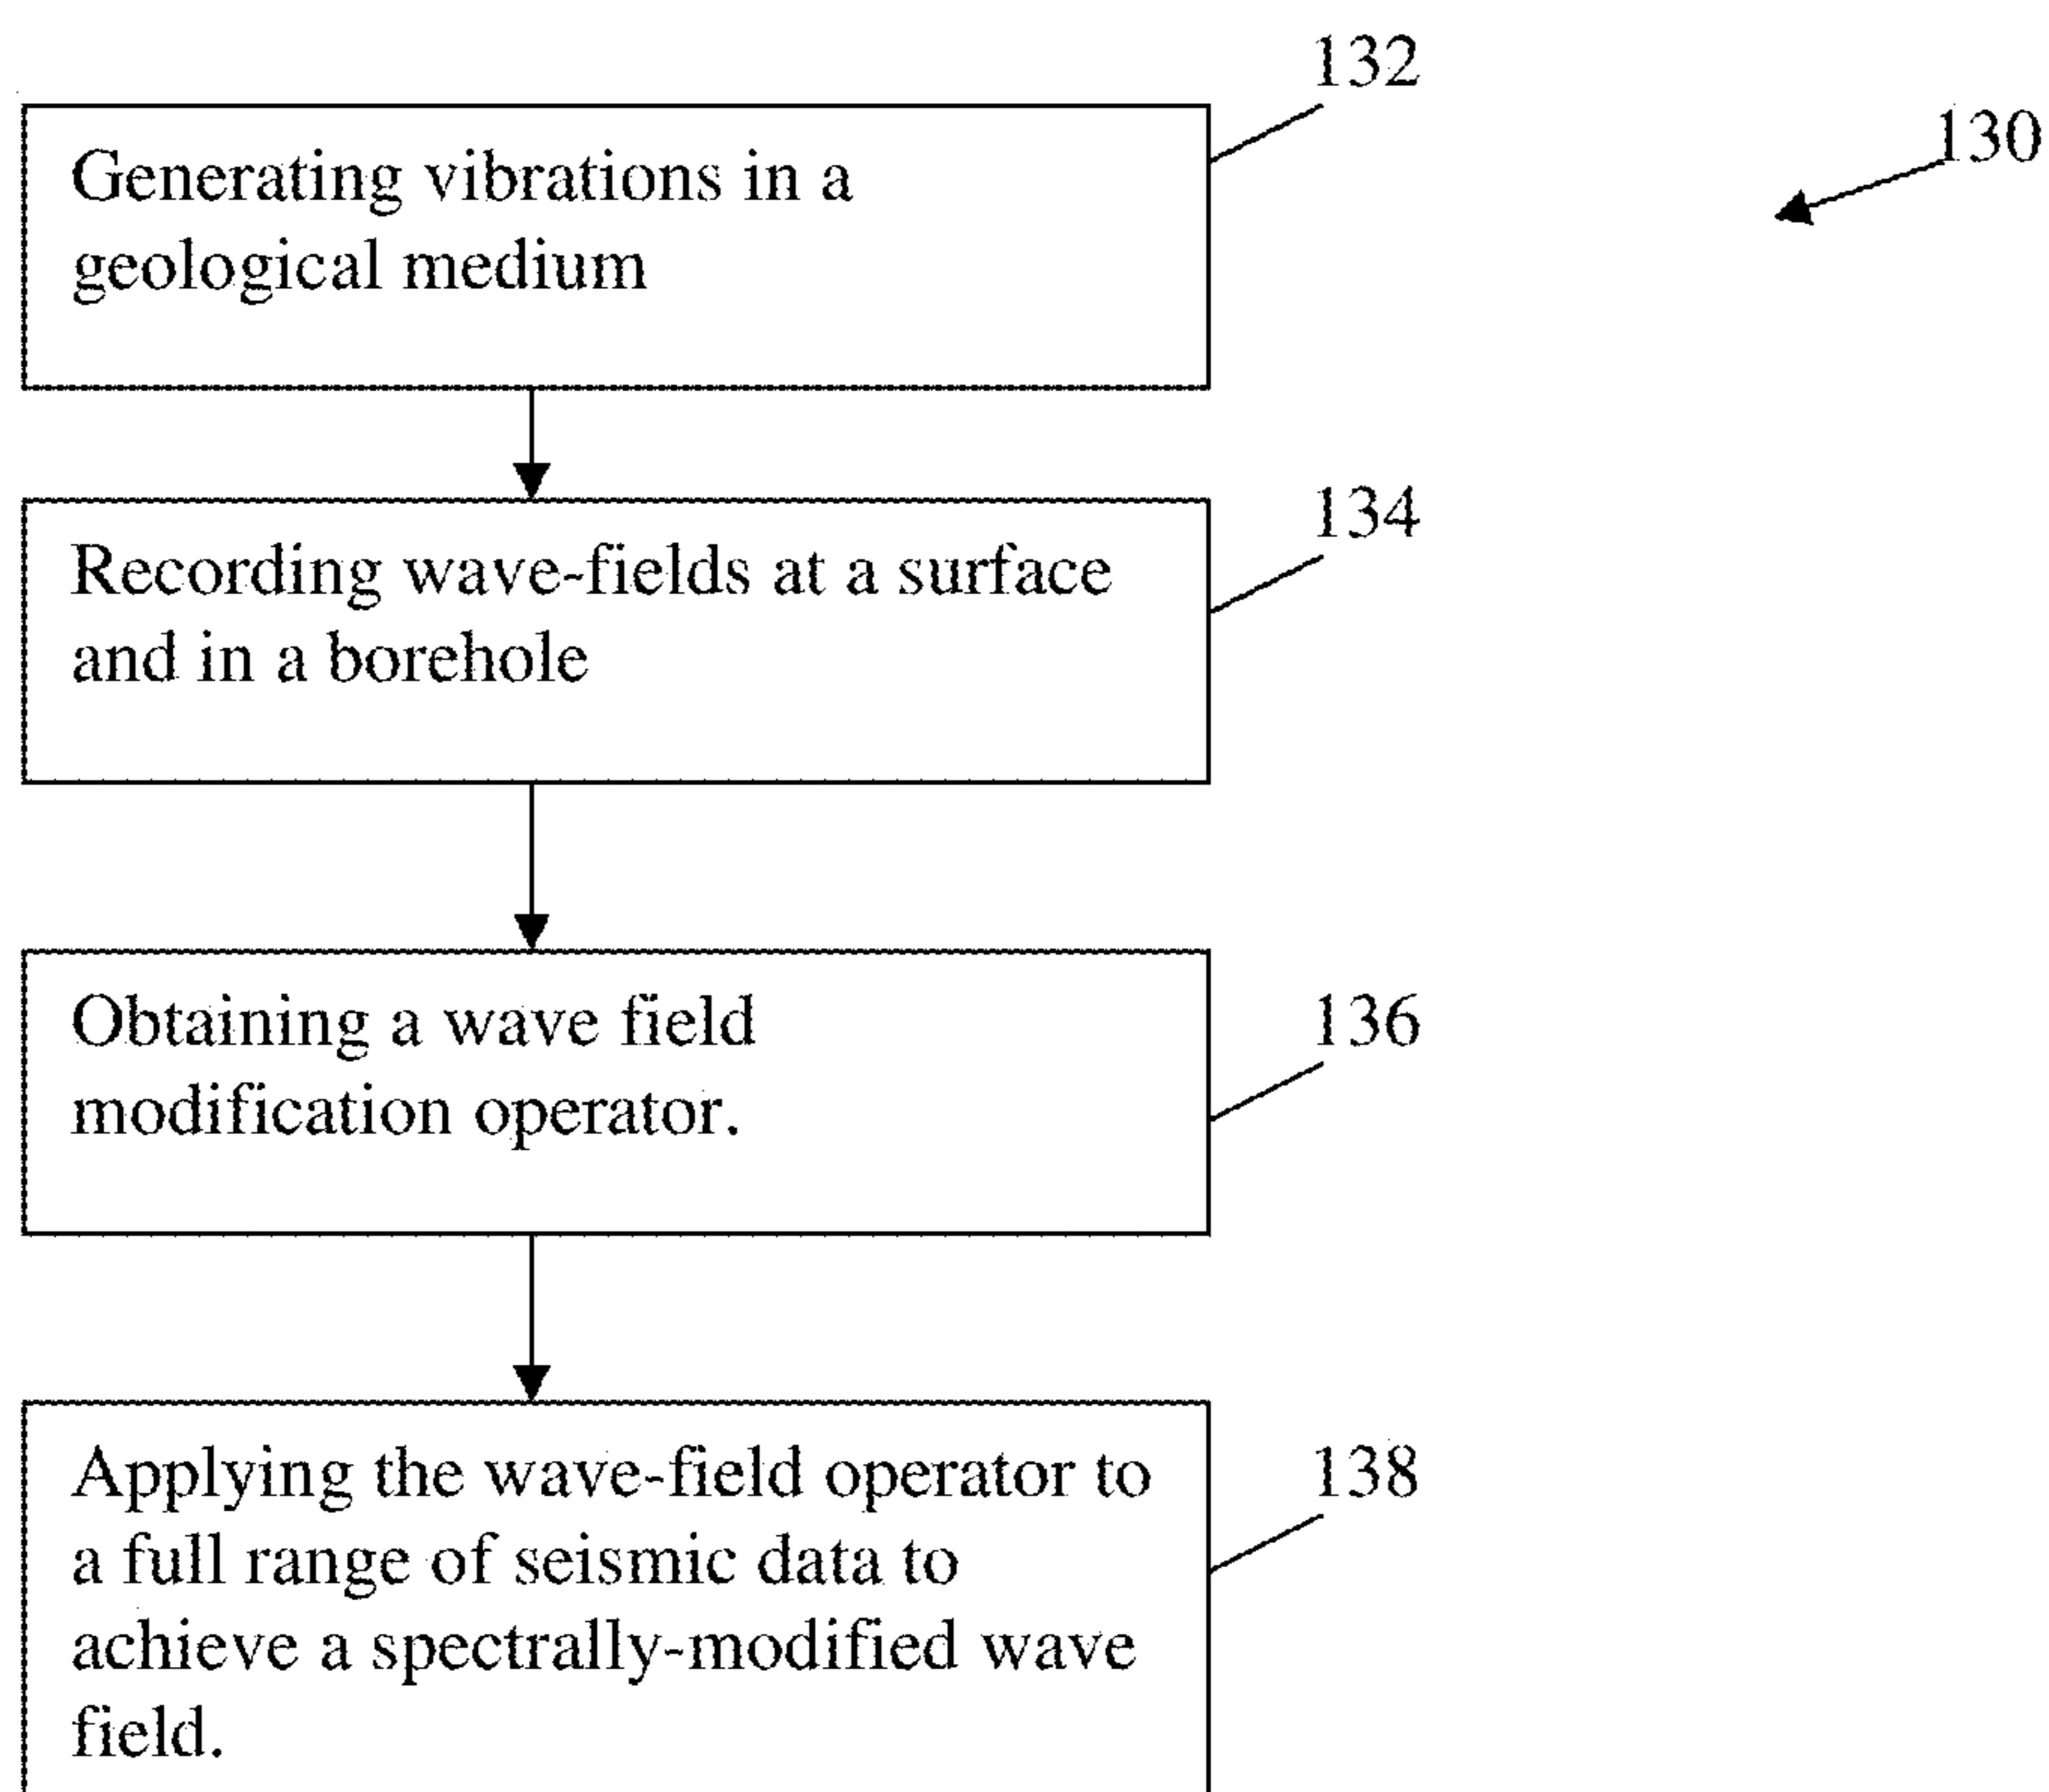 132
130
Generating vibrations in a
geological medium
134
Recording wave-fields at a surface
and in a borehole
136
Obtaining a wave field
modification operator.
138
Applying the wave-field operator to
a full range of seismic data to
achieve a spectrally-modified wave
field.